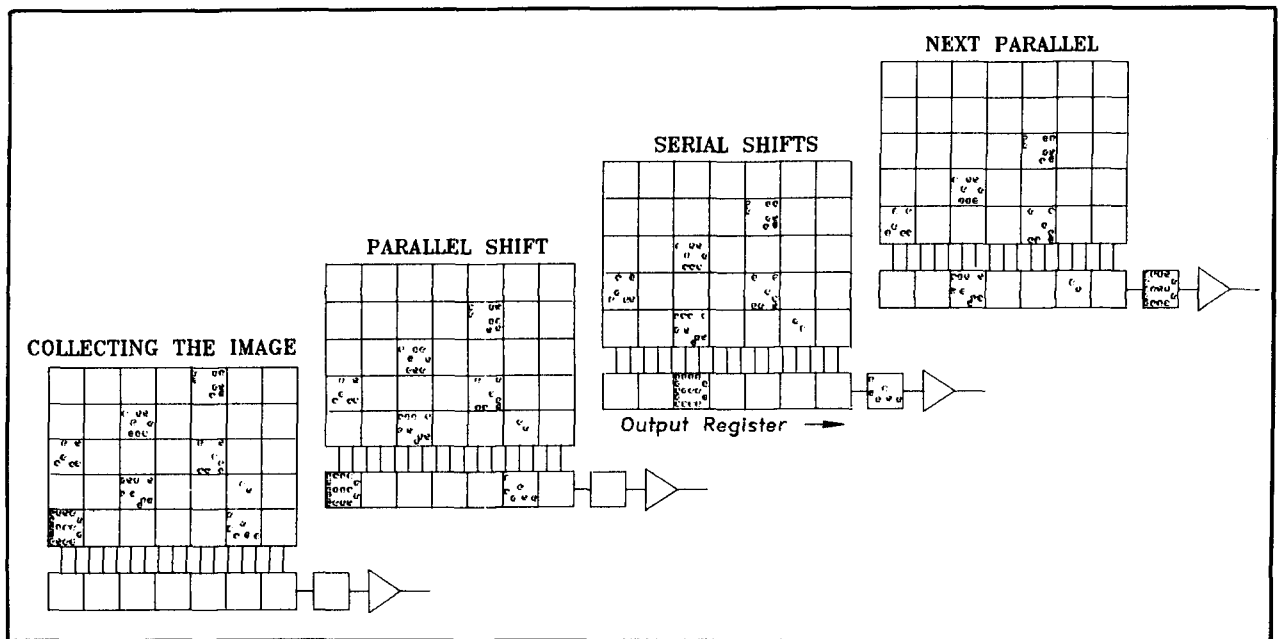 NEXT PARALLEL
SERIAL SHIFTS
PARALLEL SHIFT
COLLECTING THE IMAGE
Output Register